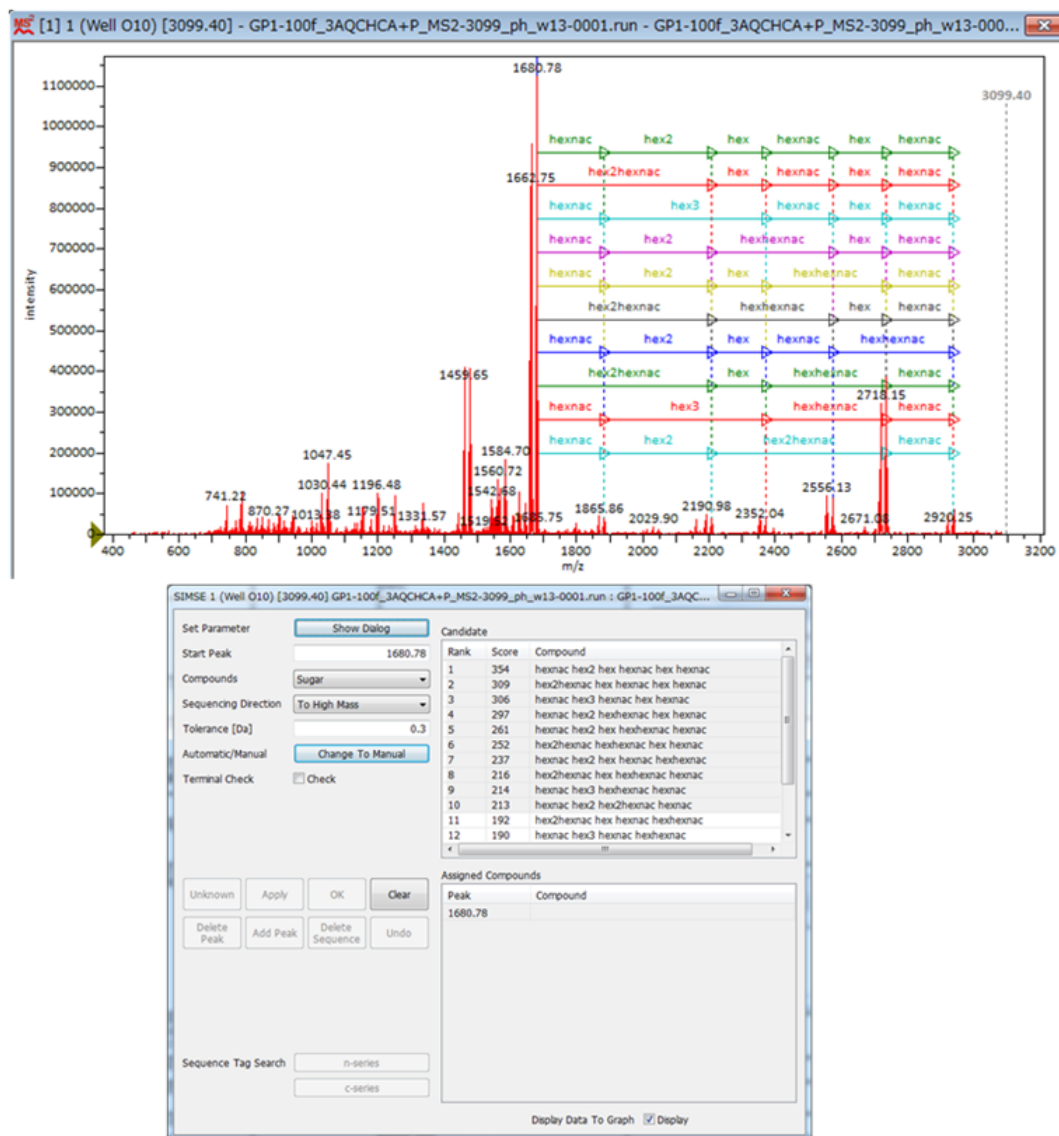 [1] 1 (Well O10) [3099.40] - GP1-100f_3AQCHCA+P_MS2-3099_ph_w13-0001.run - GP1-100f_3AQCHCA+P_MS2-3099_ph_w13-000...
1680.78
3099.40
1100000
1000000
900000
800000
700000
600000
500000
400000
300000
200000
100000
0
intensity
hexnac hex2 hex hexnac hex hexnac
1662.75
hex2hexnac hex hexnac hex hexnac
hexnac hex3 hexnac hex hexnac
hexnac hex2 hexhexnac hex hexnac
hexnac hex2 hex hexhexnac hexnac
hex2hexnac hexhexnac hex hexnac
hexnac hex2 hex hexnac hexhexnac
1459.65
hex2hexnac hex hexhexnac hexnac
2718.15
hexnac hex3 hexhexnac hexnac
hexnac hex2 hex2hexnac hexnac
1047.45
1584.70
1560.72
1030.44 1196.48
1542.68
741.22
870.27
1013.38
1179.51
1331.57
1519.52
1685.75
1865.86
2029.90
2190.98
2352.04
2556.13
2671.08
2920.25
400 600 800 1000 1200 1400 1600 1800 2000 2200 2400 2600 2800 3000 3200
m/z
SIMSE 1 (Well O10) [3099.40] GP1-100f_3AQCHCA+P_MS2-3099_ph_w13-0001.run : GP1-100f_3AQC...
Set Parameter Show Dialog
Start Peak 1680.78
Compounds Sugar
Sequencing Direction To High Mass
Tolerance [Da] 0.3
Automatic/Manual Change To Manual
Terminal Check Check
Candidate
Rank Score Compound
1 354 hexnac hex2 hex hexnac hex hexnac
2 309 hex2hexnac hex hexnac hex hexnac
3 306 hexnac hex3 hexnac hex hexnac
4 297 hexnac hex2 hexhexnac hex hexnac
5 261 hexnac hex2 hex hexhexnac hexnac
6 252 hex2hexnac hexhexnac hex hexnac
7 237 hexnac hex2 hex hexnac hexhexnac
8 216 hex2hexnac hex hexhexnac hexnac
9 214 hexnac hex3 hexhexnac hexnac
10 213 hexnac hex2 hex2hexnac hexnac
11 192 hex2hexnac hex hexnac hexhexnac
12 190 hexnac hex3 hexnac hexhexnac
Unknown Apply OK Clear
Delete Peak Add Peak Delete Sequence Undo
Assigned Compounds
Peak Compound
1680.78
Sequence Tag Search n-series
c-series
Display Data To Graph Display